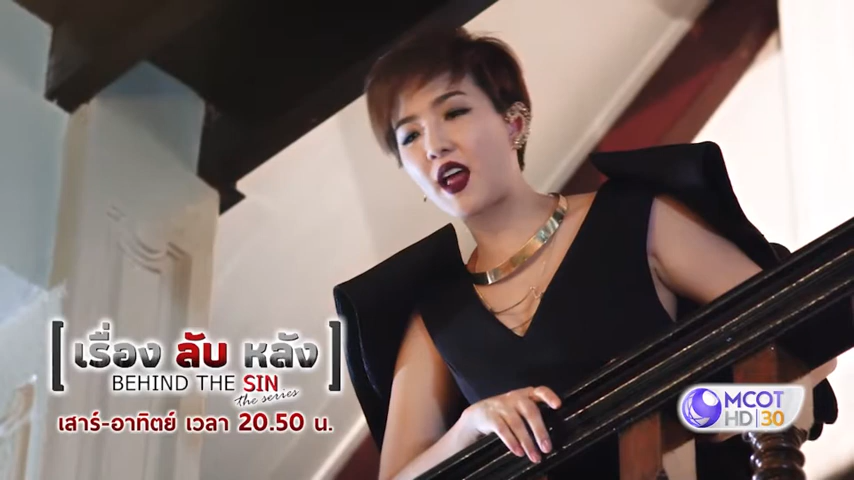 [เรื่อง ลับ หลัง]
BEHIND THE SIN
the series
เสาร์-อาทิตย์ เวลา 20.50 น.
MCOT
HD|30